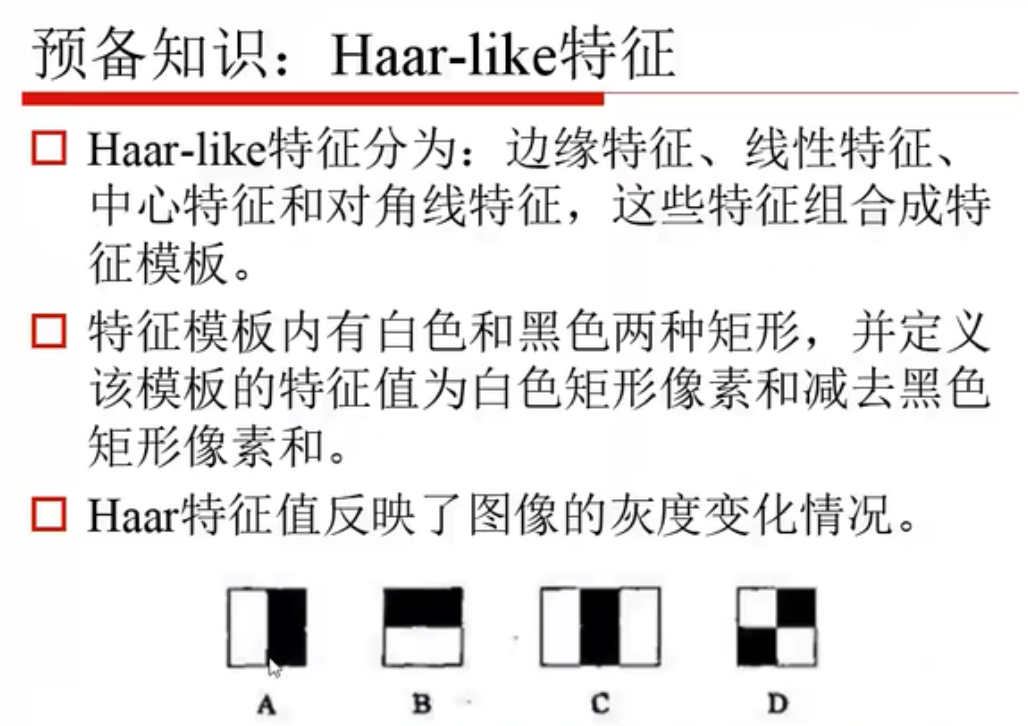 预备知识：Haar-like特征
Haar-like特征分为：边缘特征、线性特征、
中心特征和对角线特征，这些特征组合成特
征模板。
特征模板内有白色和黑色两种矩形，并定义
该模板的特征值为白色矩形像素和减去黑色
矩形像素和。
Haar特征值反映了图像的灰度变化情况。
A B C D